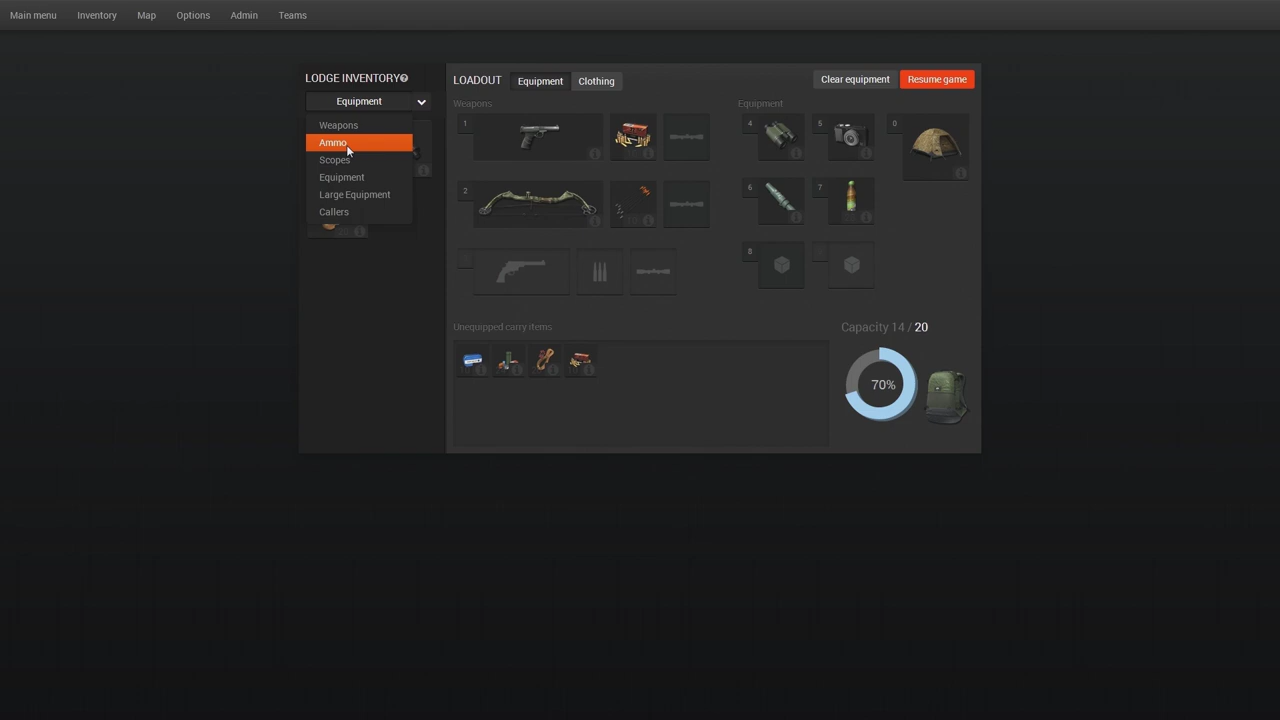 Main menu
Inventory
Map
Options
Admin
Teams
LODGE INVENTORY
Equipment
Weapons
Ammo
Scopes
Equipment
Large Equipment
Callers
LOADOUT
Equipment
Clothing
Clear equipment
Resume game
Weapons
Equipment
1
2
4
5
0
6
7
8
Unequipped carry items
Capacity 14 / 20
70%